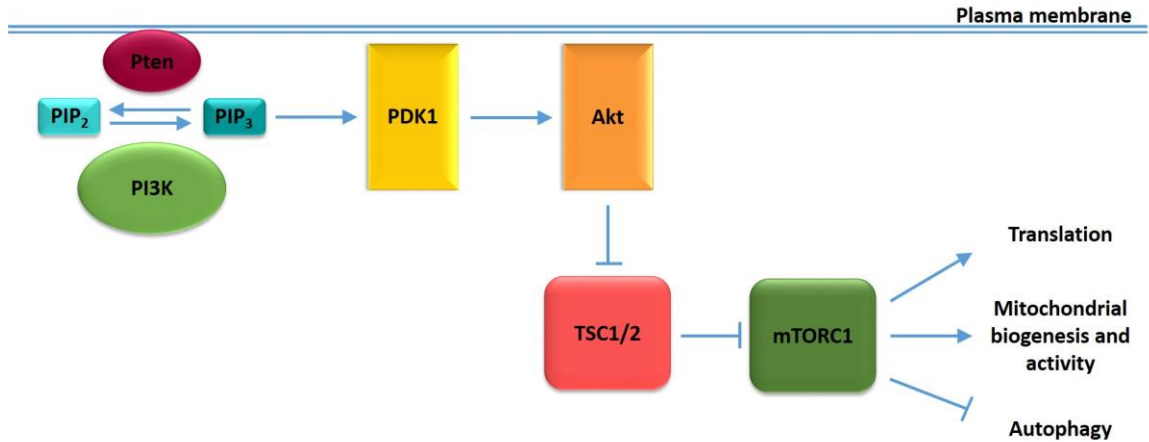 Plasma membrane
Pten
PIP₂
PIP₃
PDK1
Akt
PI3K
Translation
TSC1/2
mTORC1
Mitochondrial
biogenesis and
activity
Autophagy